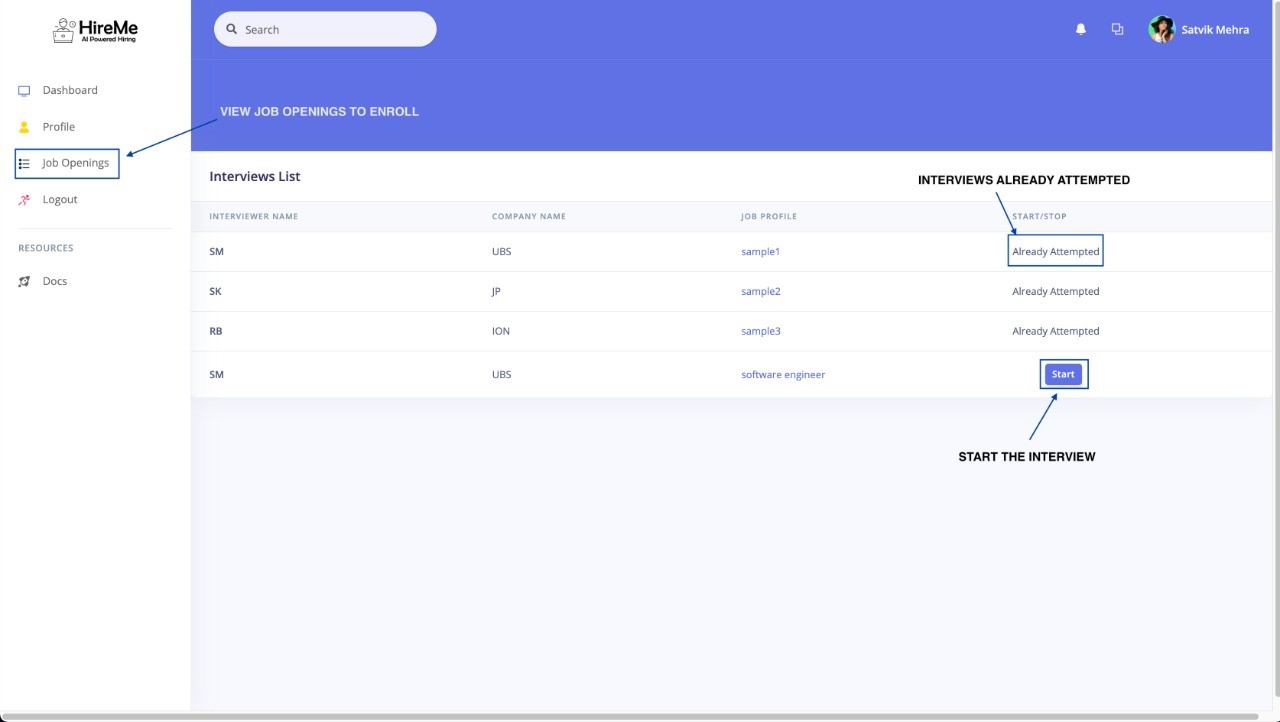 HireMe
AI Powered Hiring
Search
Satvik Mehra
Dashboard
Profile
Job Openings
Logout
RESOURCES
Docs
VIEW JOB OPENINGS TO ENROLL
Interviews List
INTERVIEWS ALREADY ATTEMPTED
INTERVIEWER NAME COMPANY NAME JOB PROFILE START/STOP
SM UBS sample1 Already Attempted
SK JP sample2 Already Attempted
RB ION sample3 Already Attempted
SM UBS software engineer Start
START THE INTERVIEW